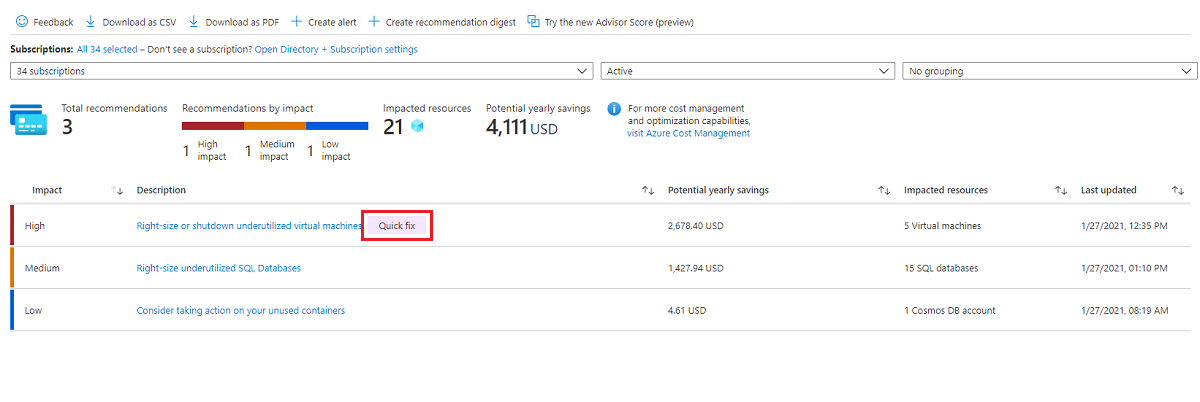 Feedback Download as CSV Download as PDF Create alert Create recommendation digest Try the new Advisor Score (preview)
Subscriptions: All 34 selected – Don't see a subscription? Open Directory + Subscription settings
34 subscriptions Active No grouping
Total recommendations
3
Recommendations by impact
1 High impact
1 Medium impact
1 Low impact
Impacted resources
21
Potential yearly savings
4,111 USD
For more cost management
and optimization capabilities,
visit Azure Cost Management
Impact Description Potential yearly savings Impacted resources Last updated
High Right-size or shutdown underutilized virtual machines Quick fix 2,678.40 USD 5 Virtual machines 1/27/2021, 12:35 PM
Medium Right-size underutilized SQL Databases 1,427.94 USD 15 SQL databases 1/27/2021, 01:10 PM
Low Consider taking action on your unused containers 4.61 USD 1 Cosmos DB account 1/27/2021, 08:19 AM